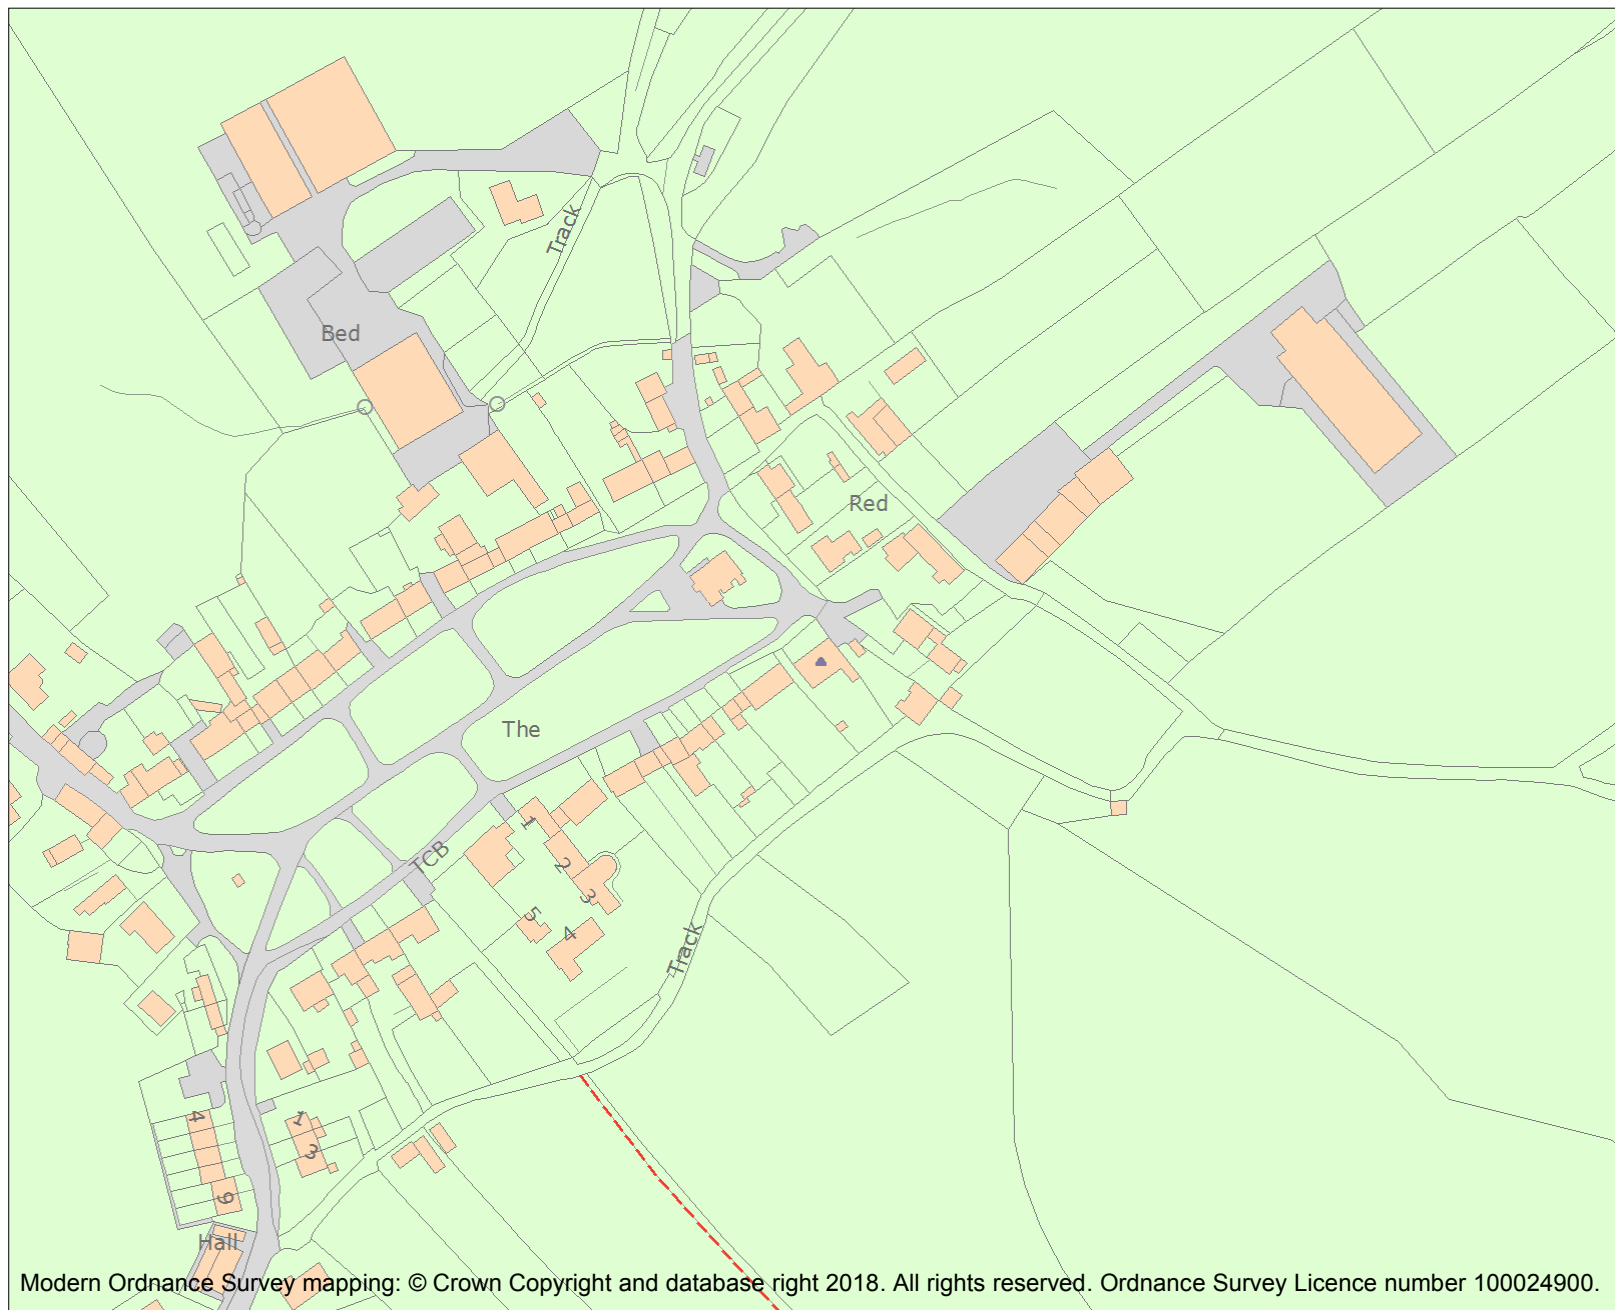 Track
Bed
Red
The
1
TCB
2
3
5
4
Track
4
1
3
9
Hall
Modern Ordnance Survey mapping: © Crown Copyright and database right 2018. All rights reserved. Ordnance Survey Licence number 100024900.